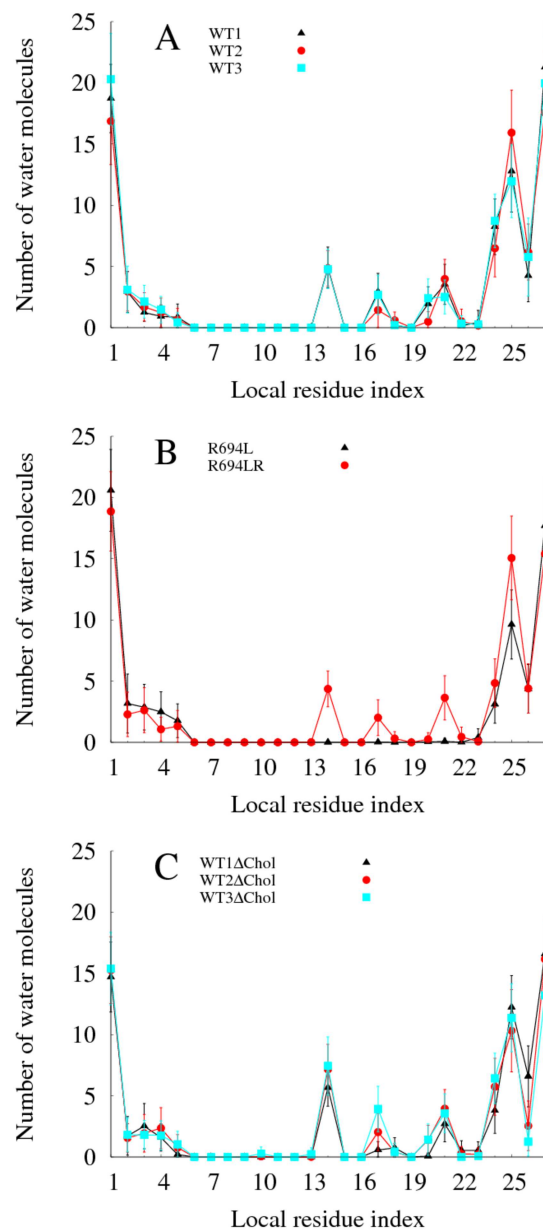 25
20
15
10
5
0
Number of water molecules
A
WT1
WT2
WT3
1 4 7 10 13 16 19 22 25
Local residue index
25
20
15
10
5
0
Number of water molecules
B
R694L
R694LR
1 4 7 10 13 16 19 22 25
Local residue index
25
20
15
10
5
0
Number of water molecules
C
WT1ΔChol
WT2ΔChol
WT3ΔChol
1 4 7 10 13 16 19 22 25
Local residue index